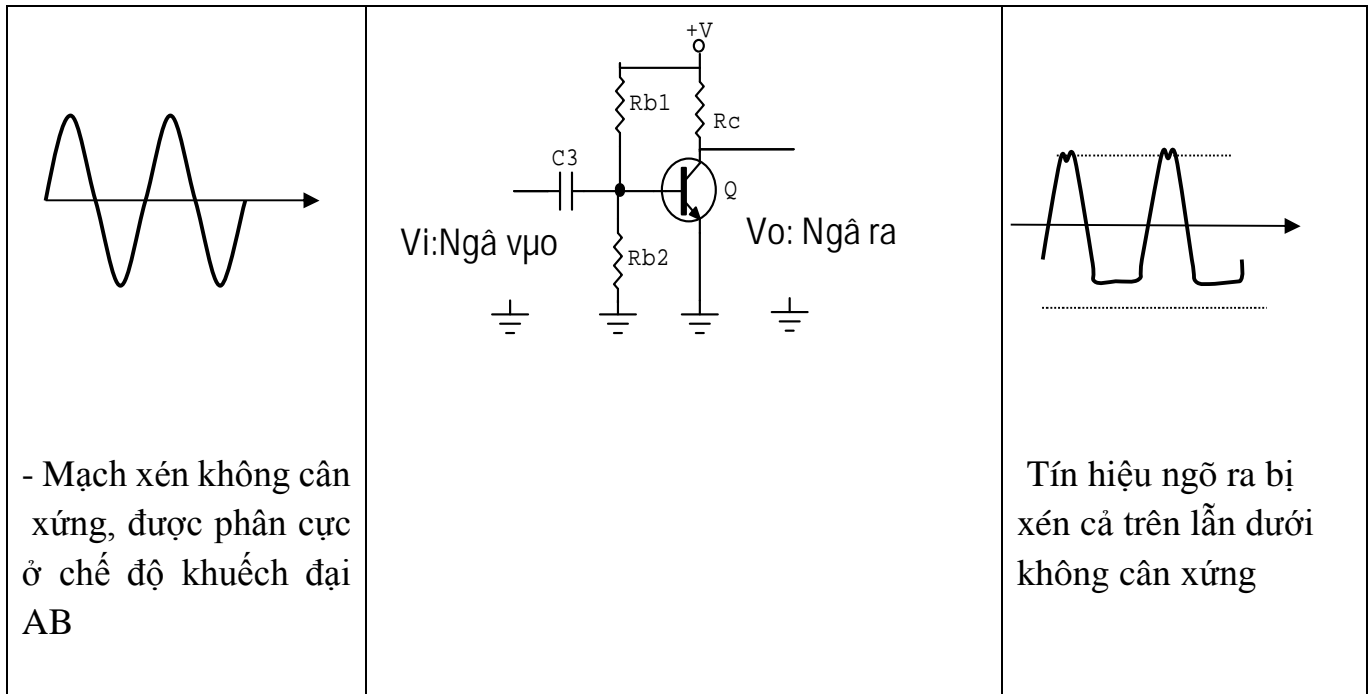 +V
Rb1
Rc
C3
Q
Vi:Ngâ vµo
Vo: Ngâ ra
Rb2
- Mạch xén không cân
xứng, được phân cực
ở chế độ khuếch đại
AB
Tín hiệu ngõ ra bị
xén cả trên lẫn dưới
không cân xứng